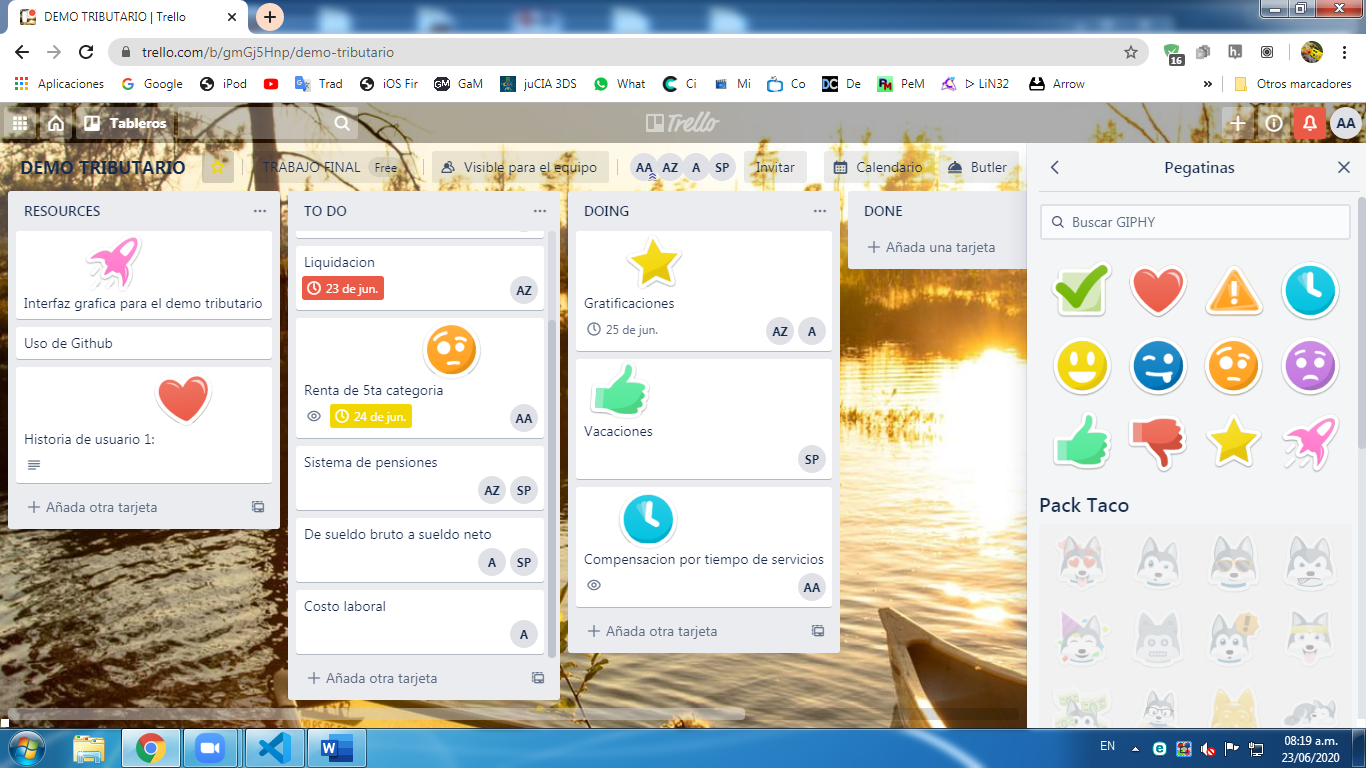 DEMO TRIBUTARIO | Trello
trello.com/b/gmGj5Hnp/demo-tributario
16
h.
Aplicaciones
Google
iPod
Trad
iOS Fir
GM
GaM
juCIA 3DS
What
Ci
Mi
Co
DC
De
PeM
ᐅ LiN32
Arrow
»
Otros marcadores
Tableros
Trello
AA
DEMO TRIBUTARIO
TRABAJO FINAL
Free
Visible para el equipo
AA AZ A SP
Invitar
Calendario
Butler
Pegatinas
Buscar GIPHY
Pack Taco
RESOURCES
Interfaz grafica para el demo tributario
Uso de Github
Historia de usuario 1:
+ Añada otra tarjeta
TO DO
Liquidacion
23 de jun.
AZ
Renta de 5ta categoria
24 de jun.
AA
Sistema de pensiones
AZ SP
De sueldo bruto a sueldo neto
A SP
Costo laboral
A
+ Añada otra tarjeta
DOING
Gratificaciones
25 de jun.
AZ A
Vacaciones
SP
Compensacion por tiempo de servicios
AA
+ Añada otra tarjeta
DONE
+ Añada una tarjeta
EN
08:19 a.m.
23/06/2020